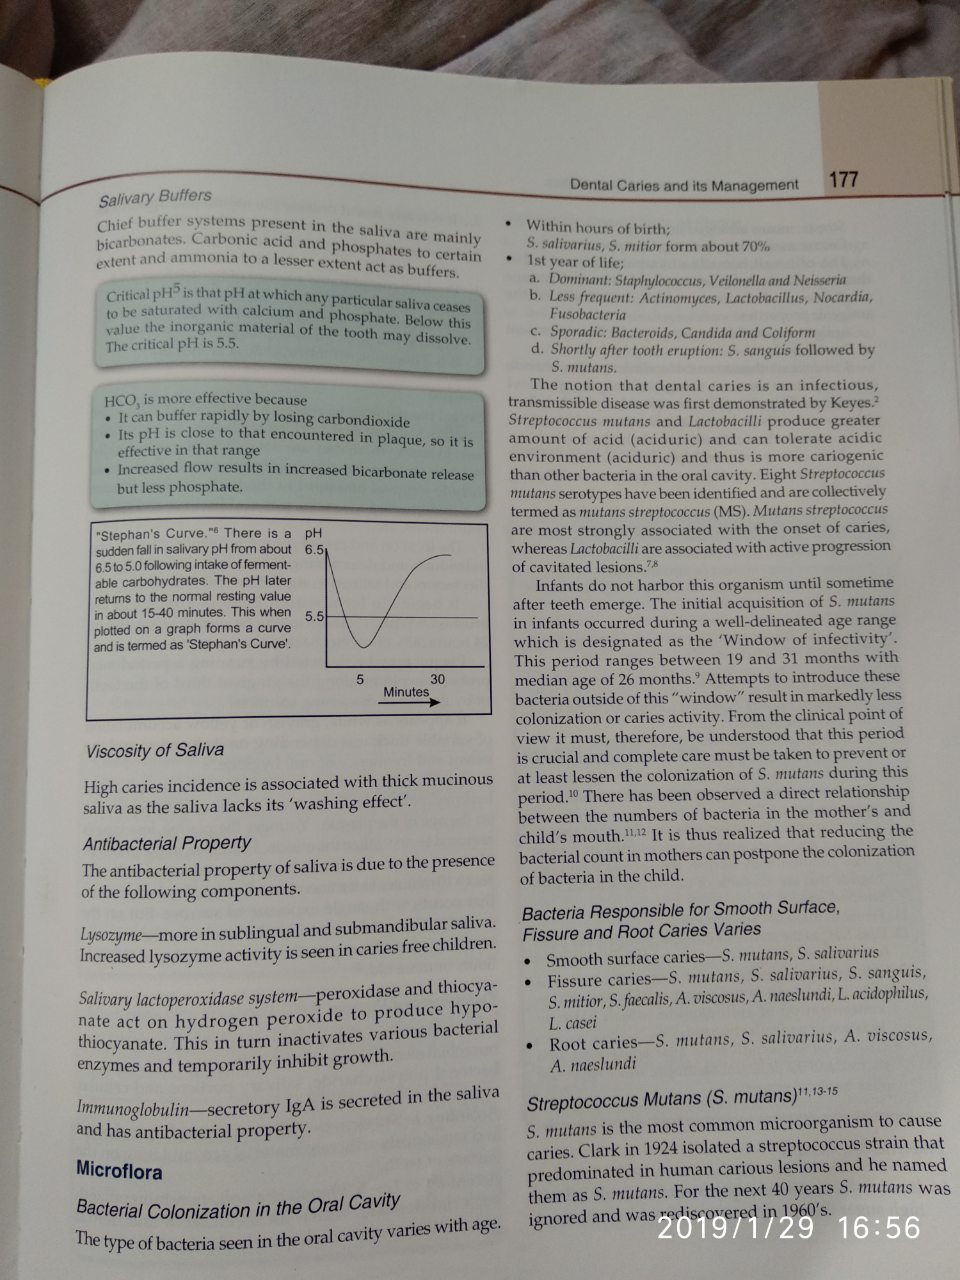 Dental Caries and its Management 177
Salivary Buffers
Chief buffer systems present in the saliva are mainly
bicarbonates. Carbonic acid and phosphates to certain
extent and ammonia to a lesser extent act as buffers.
Critical pH⁵ is that pH at which any particular saliva ceases
to be saturated with calcium and phosphate. Below this
value the inorganic material of the tooth may dissolve.
The critical pH is 5.5.
HCO₃ is more effective because
• It can buffer rapidly by losing carbondioxide
• Its pH is close to that encountered in plaque, so it is
effective in that range
• Increased flow results in increased bicarbonate release
but less phosphate.
"Stephan's Curve."⁶ There is a
sudden fall in salivary pH from about
6.5 to 5.0 following intake of ferment-
able carbohydrates. The pH later
returns to the normal resting value
in about 15-40 minutes. This when
plotted on a graph forms a curve
and is termed as 'Stephan's Curve'.
pH
6.5
5.5
5 30
Minutes
Viscosity of Saliva
High caries incidence is associated with thick mucinous
saliva as the saliva lacks its 'washing effect'.
Antibacterial Property
The antibacterial property of saliva is due to the presence
of the following components.
Lysozyme—more in sublingual and submandibular saliva.
Increased lysozyme activity is seen in caries free children.
Salivary lactoperoxidase system—peroxidase and thiocya-
nate act on hydrogen peroxide to produce hypo-
thiocyanate. This in turn inactivates various bacterial
enzymes and temporarily inhibit growth.
Immunoglobulin—secretory IgA is secreted in the saliva
and has antibacterial property.
Microflora
Bacterial Colonization in the Oral Cavity
The type of bacteria seen in the oral cavity varies with age.
• Within hours of birth;
S. salivarius, S. mitior form about 70%
• 1st year of life;
a. Dominant: Staphylococcus, Veilonella and Neisseria
b. Less frequent: Actinomyces, Lactobacillus, Nocardia,
Fusobacteria
c. Sporadic: Bacteroids, Candida and Coliform
d. Shortly after tooth eruption: S. sanguis followed by
S. mutans.
The notion that dental caries is an infectious,
transmissible disease was first demonstrated by Keyes.²
Streptococcus mutans and Lactobacilli produce greater
amount of acid (aciduric) and can tolerate acidic
environment (aciduric) and thus is more cariogenic
than other bacteria in the oral cavity. Eight Streptococcus
mutans serotypes have been identified and are collectively
termed as mutans streptococcus (MS). Mutans streptococcus
are most strongly associated with the onset of caries,
whereas Lactobacilli are associated with active progression
of cavitated lesions.⁷,⁸
Infants do not harbor this organism until sometime
after teeth emerge. The initial acquisition of S. mutans
in infants occurred during a well-delineated age range
which is designated as the 'Window of infectivity'.
This period ranges between 19 and 31 months with
median age of 26 months.⁹ Attempts to introduce these
bacteria outside of this "window" result in markedly less
colonization or caries activity. From the clinical point of
view it must, therefore, be understood that this period
is crucial and complete care must be taken to prevent or
at least lessen the colonization of S. mutans during this
period.¹⁰ There has been observed a direct relationship
between the numbers of bacteria in the mother's and
child's mouth.¹¹,¹² It is thus realized that reducing the
bacterial count in mothers can postpone the colonization
of bacteria in the child.
Bacteria Responsible for Smooth Surface,
Fissure and Root Caries Varies
• Smooth surface caries—S. mutans, S. salivarius
• Fissure caries—S. mutans, S. salivarius, S. sanguis,
S. mitior, S. faecalis, A. viscosus, A. naeslundi, L. acidophilus,
L. casei
• Root caries—S. mutans, S. salivarius, A. viscosus,
A. naeslundi
Streptococcus Mutans (S. mutans)¹¹,¹³⁻¹⁵
S. mutans is the most common microorganism to cause
caries. Clark in 1924 isolated a streptococcus strain that
predominated in human carious lesions and he named
them as S. mutans. For the next 40 years S. mutans was
ignored and was rediscovered in 1960's.
2019/1/29 16:56